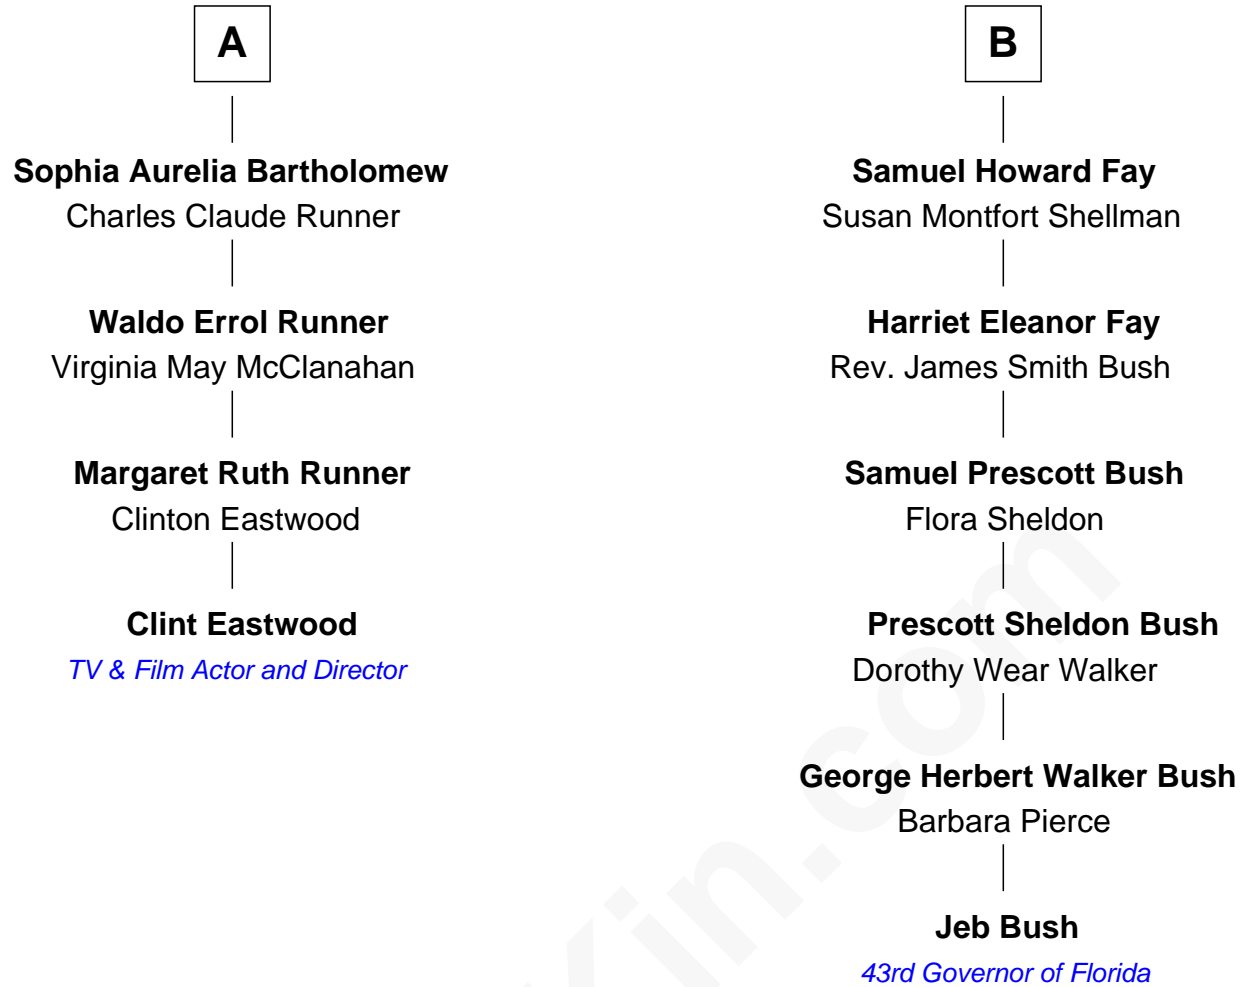 A
Sophia Aurelia Bartholomew
Charles Claude Runner
Waldo Errol Runner
Virginia May McClanahan
Margaret Ruth Runner
Clinton Eastwood
Clint Eastwood
TV & Film Actor and Director
B
Samuel Howard Fay
Susan Montfort Shellman
Harriet Eleanor Fay
Rev. James Smith Bush
Samuel Prescott Bush
Flora Sheldon
Prescott Sheldon Bush
Dorothy Wear Walker
George Herbert Walker Bush
Barbara Pierce
Jeb Bush
43rd Governor of Florida
Kin.com